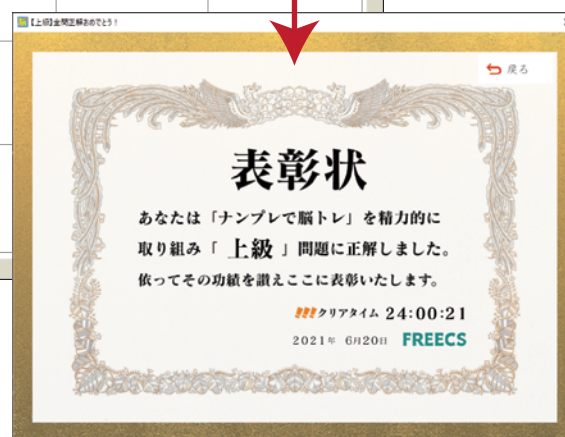 【上級】全問正解おめでとう!
戻る
表彰状
あなたは「ナンプレで脳トレ」を精力的に
取り組み「 上級 」問題に正解しました。
依ってその功績を讃えここに表彰いたします。
!!!クリアタイム 24:00:21
2021年 6月20日 FREECS